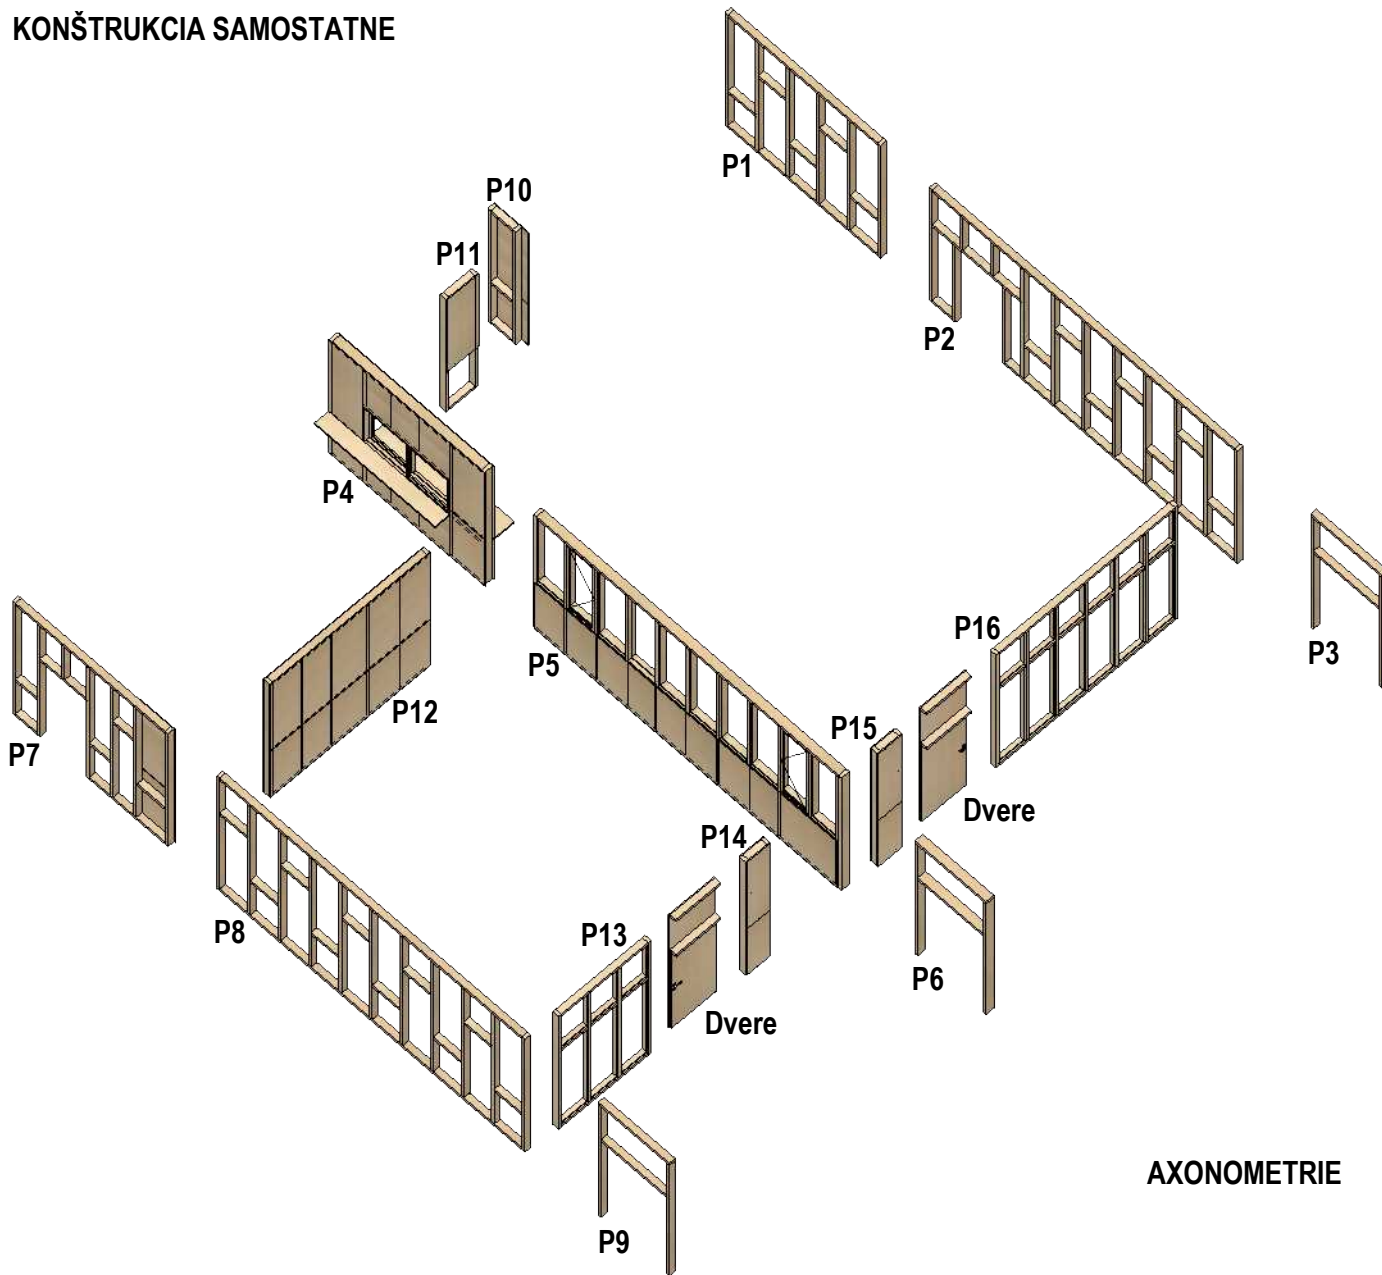 KONŠTRUKCIA SAMOSTATNE
P1
P10
P11
P2
P4
P16
P3
P5
P12
P15
P7
Dvere
P14
P8
P13
P6
Dvere
AXONOMETRIE
P9